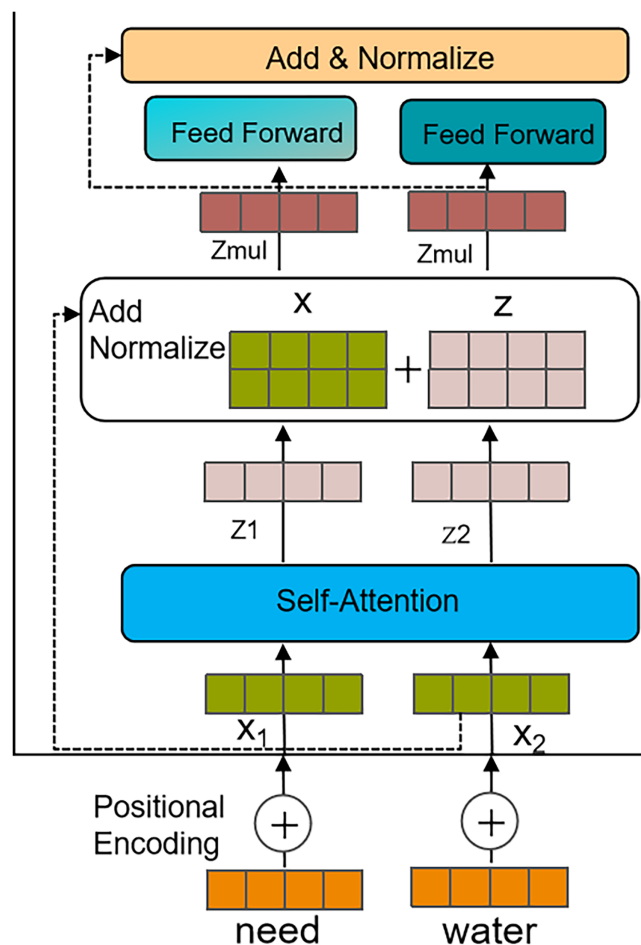 Add & Normalize
Feed Forward
Feed Forward
Zmul
Zmul
Add
Normalize
X
Z
+
Z1
Z2
Self-Attention
X₁
X₂
Positional
Encoding
+
+
need
water